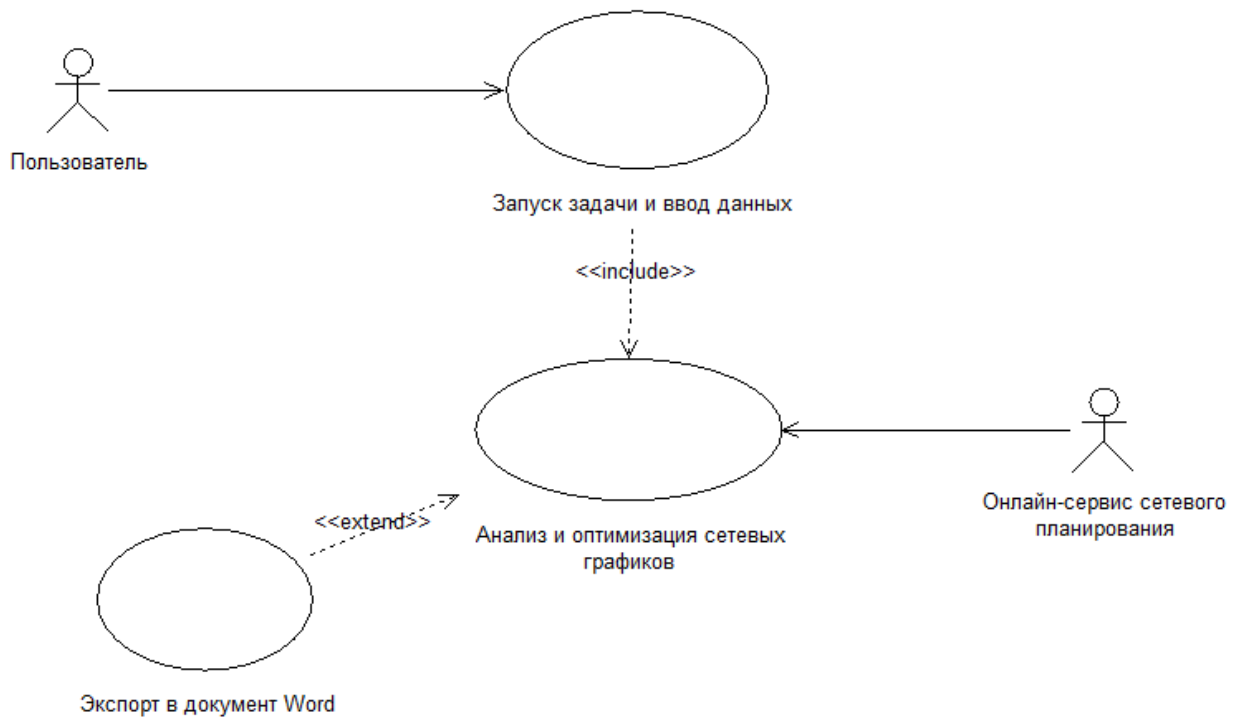 Пользователь
Запуск задачи и ввод данных
<<include>>
Онлайн-сервис сетевого
планирования
<<extend>>
Анализ и оптимизация сетевых
графиков
Экспорт в документ Word